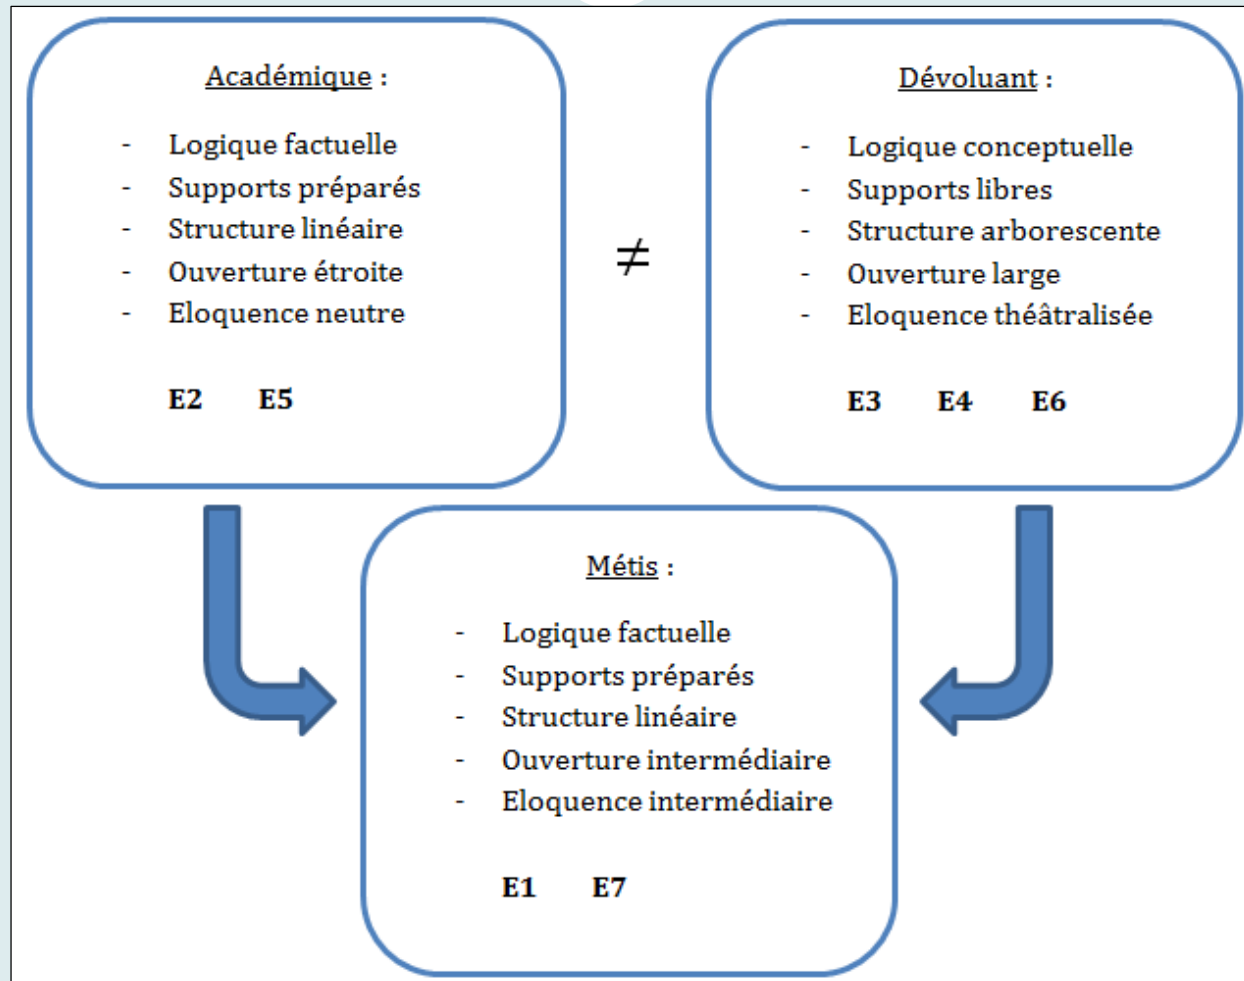 Académique :
- Logique factuelle
- Supports préparés
- Structure linéaire
- Ouverture étroite
- Eloquence neutre
E2 E5
≠
Dévoluant :
- Logique conceptuelle
- Supports libres
- Structure arborescente
- Ouverture large
- Eloquence théâtralisée
E3 E4 E6
Métis :
- Logique factuelle
- Supports préparés
- Structure linéaire
- Ouverture intermédiaire
- Eloquence intermédiaire
E1 E7